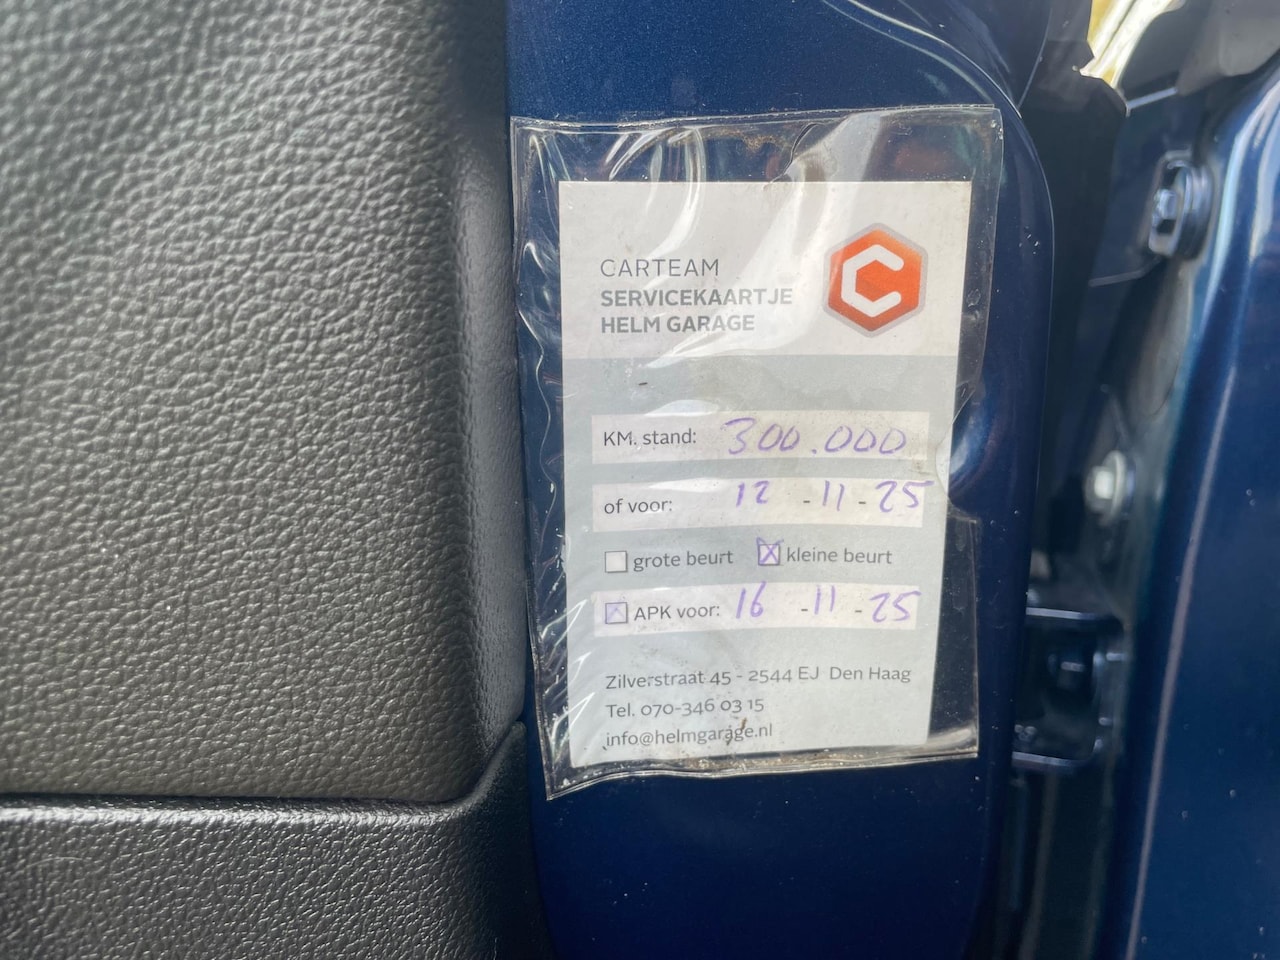 CARTEAM
SERVICEKAARTJE
HELM GARAGE
C
KM. stand: 300.000
of voor: 12 - 11 - 25
grote beurt X kleine beurt
X APK voor: 16 - 11 - 25
Zilverstraat 45 - 2544 EJ Den Haag
Tel. 070-346 03 15
info@helmgarage.nl